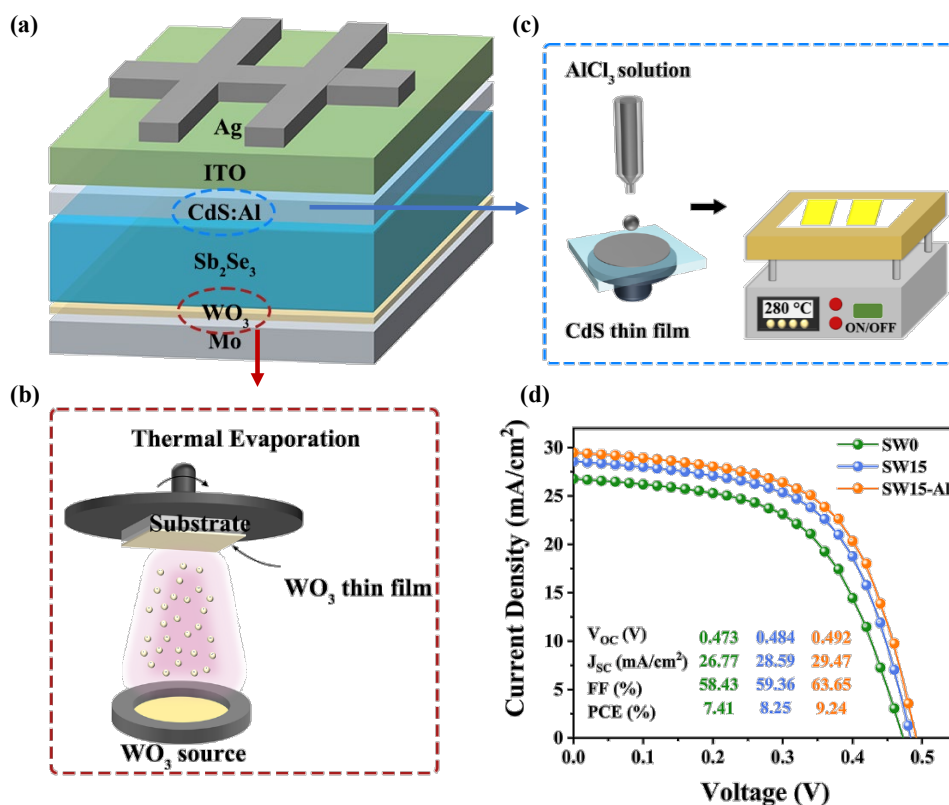 (a)
Ag
ITO
CdS:Al
Sb₂Se₃
WO₃
Mo
(c)
AlCl₃ solution
CdS thin film
280 °C
ON/OFF
(b)
Thermal Evaporation
Substrate
WO₃ thin film
WO₃ source
(d)
Current Density (mA/cm²)
30
25
20
15
10
5
0
SW0
SW15
SW15-Al
V_OC (V) 0.473 0.484 0.492
J_SC (mA/cm²) 26.77 28.59 29.47
FF (%) 58.43 59.36 63.65
PCE (%) 7.41 8.25 9.24
0.0 0.1 0.2 0.3 0.4 0.5
Voltage (V)